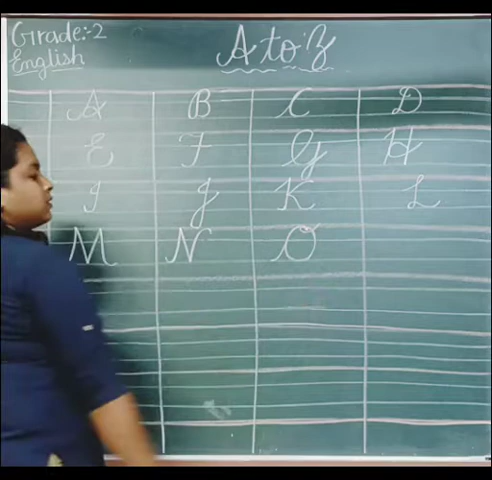 Grade:-2
English
A to Z
A B C D
E F G H
I J K L
M N O